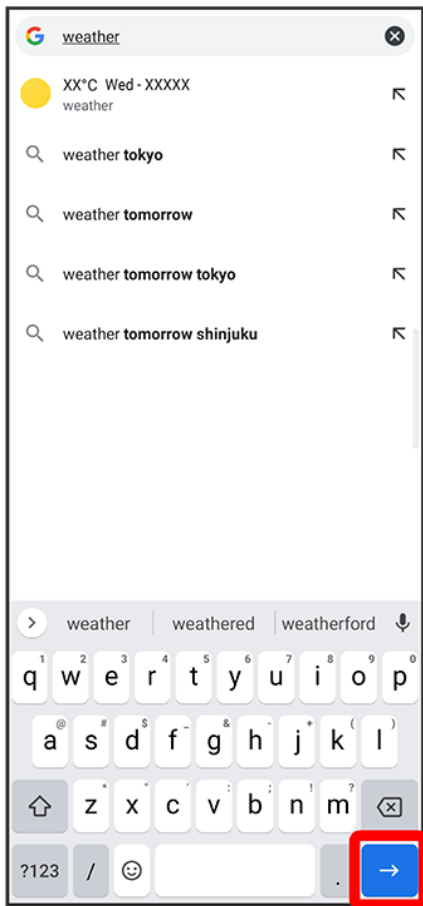 weather
XX°C Wed - XXXXX
weather
weather tokyo
weather tomorrow
weather tomorrow tokyo
weather tomorrow shinjuku
weather weathered weatherford
1 2 3 4 5 6 7 8 9 0
q w e r t y u i o p
@ # $ _ & - + ( )
a s d f g h j k l
* " ' : ; ! ?
z x c v b n m
?123 / .